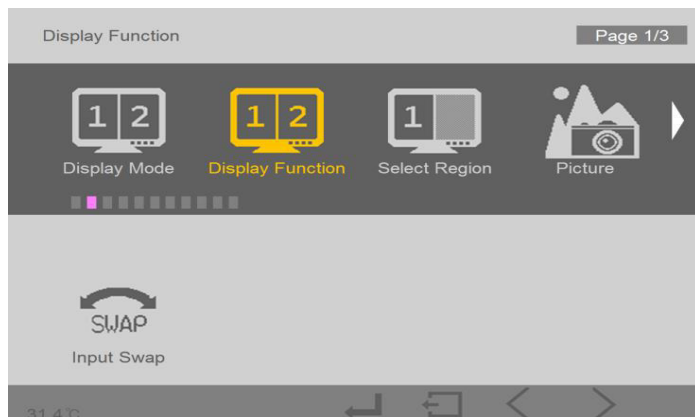 Display Function
Page 1/3
1 2
1 2
1
Display Mode
Display Function
Select Region
Picture
SWAP
Input Swap
31.4°C